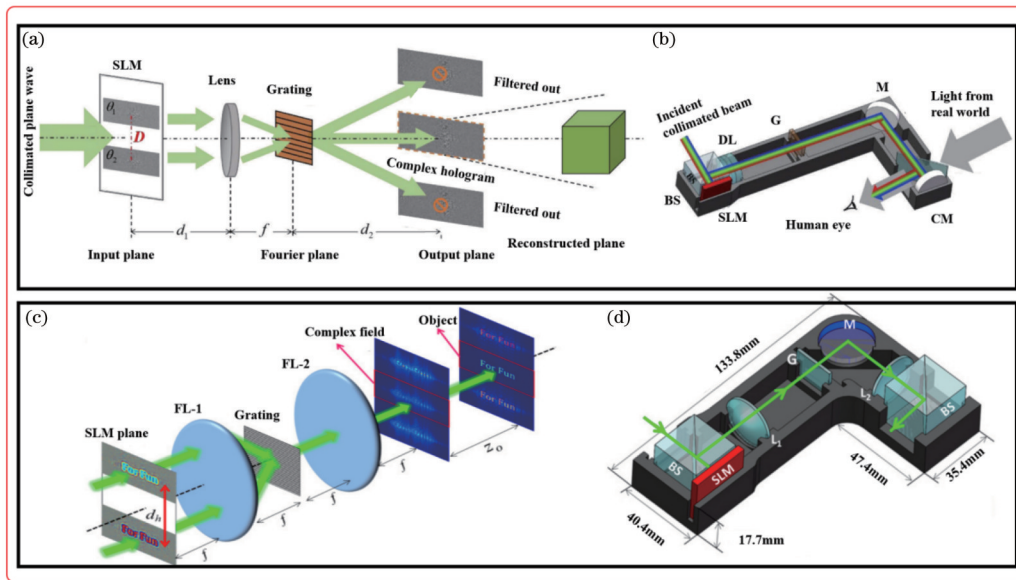 (a)
SLM
Lens
Grating
Collimated plane wave
θ1
D
θ2
Filtered out
Complex hologram
Filtered out
d1
f
d2
Input plane
Fourier plane
Output plane
Reconstructed plane
(b)
M
Light from
real world
Incident
collimated beam
G
DL
BS
BS
SLM
Human eye
CM
(c)
Object
Complex field
For Fun
FL-2
Grating
FL-1
SLM plane
For Fun
dh
For Fun
f
f
f
f
z0
(d)
133.8mm
M
G
L2
BS
L1
BS
SLM
47.4mm
35.4mm
40.4mm
17.7mm